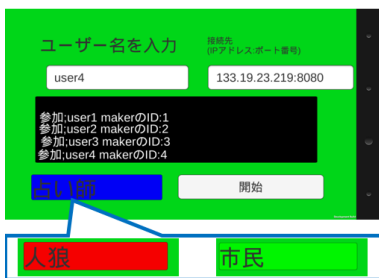 ユーザー名を入力
接続先
(IPアドレス:ポート番号)
user4
133.19.23.219:8080
参加;user1 makerのID:1
参加;user2 makerのID:2
参加;user3 makerのID:3
参加;user4 makerのID:4
占い師
開始
人狼
市民